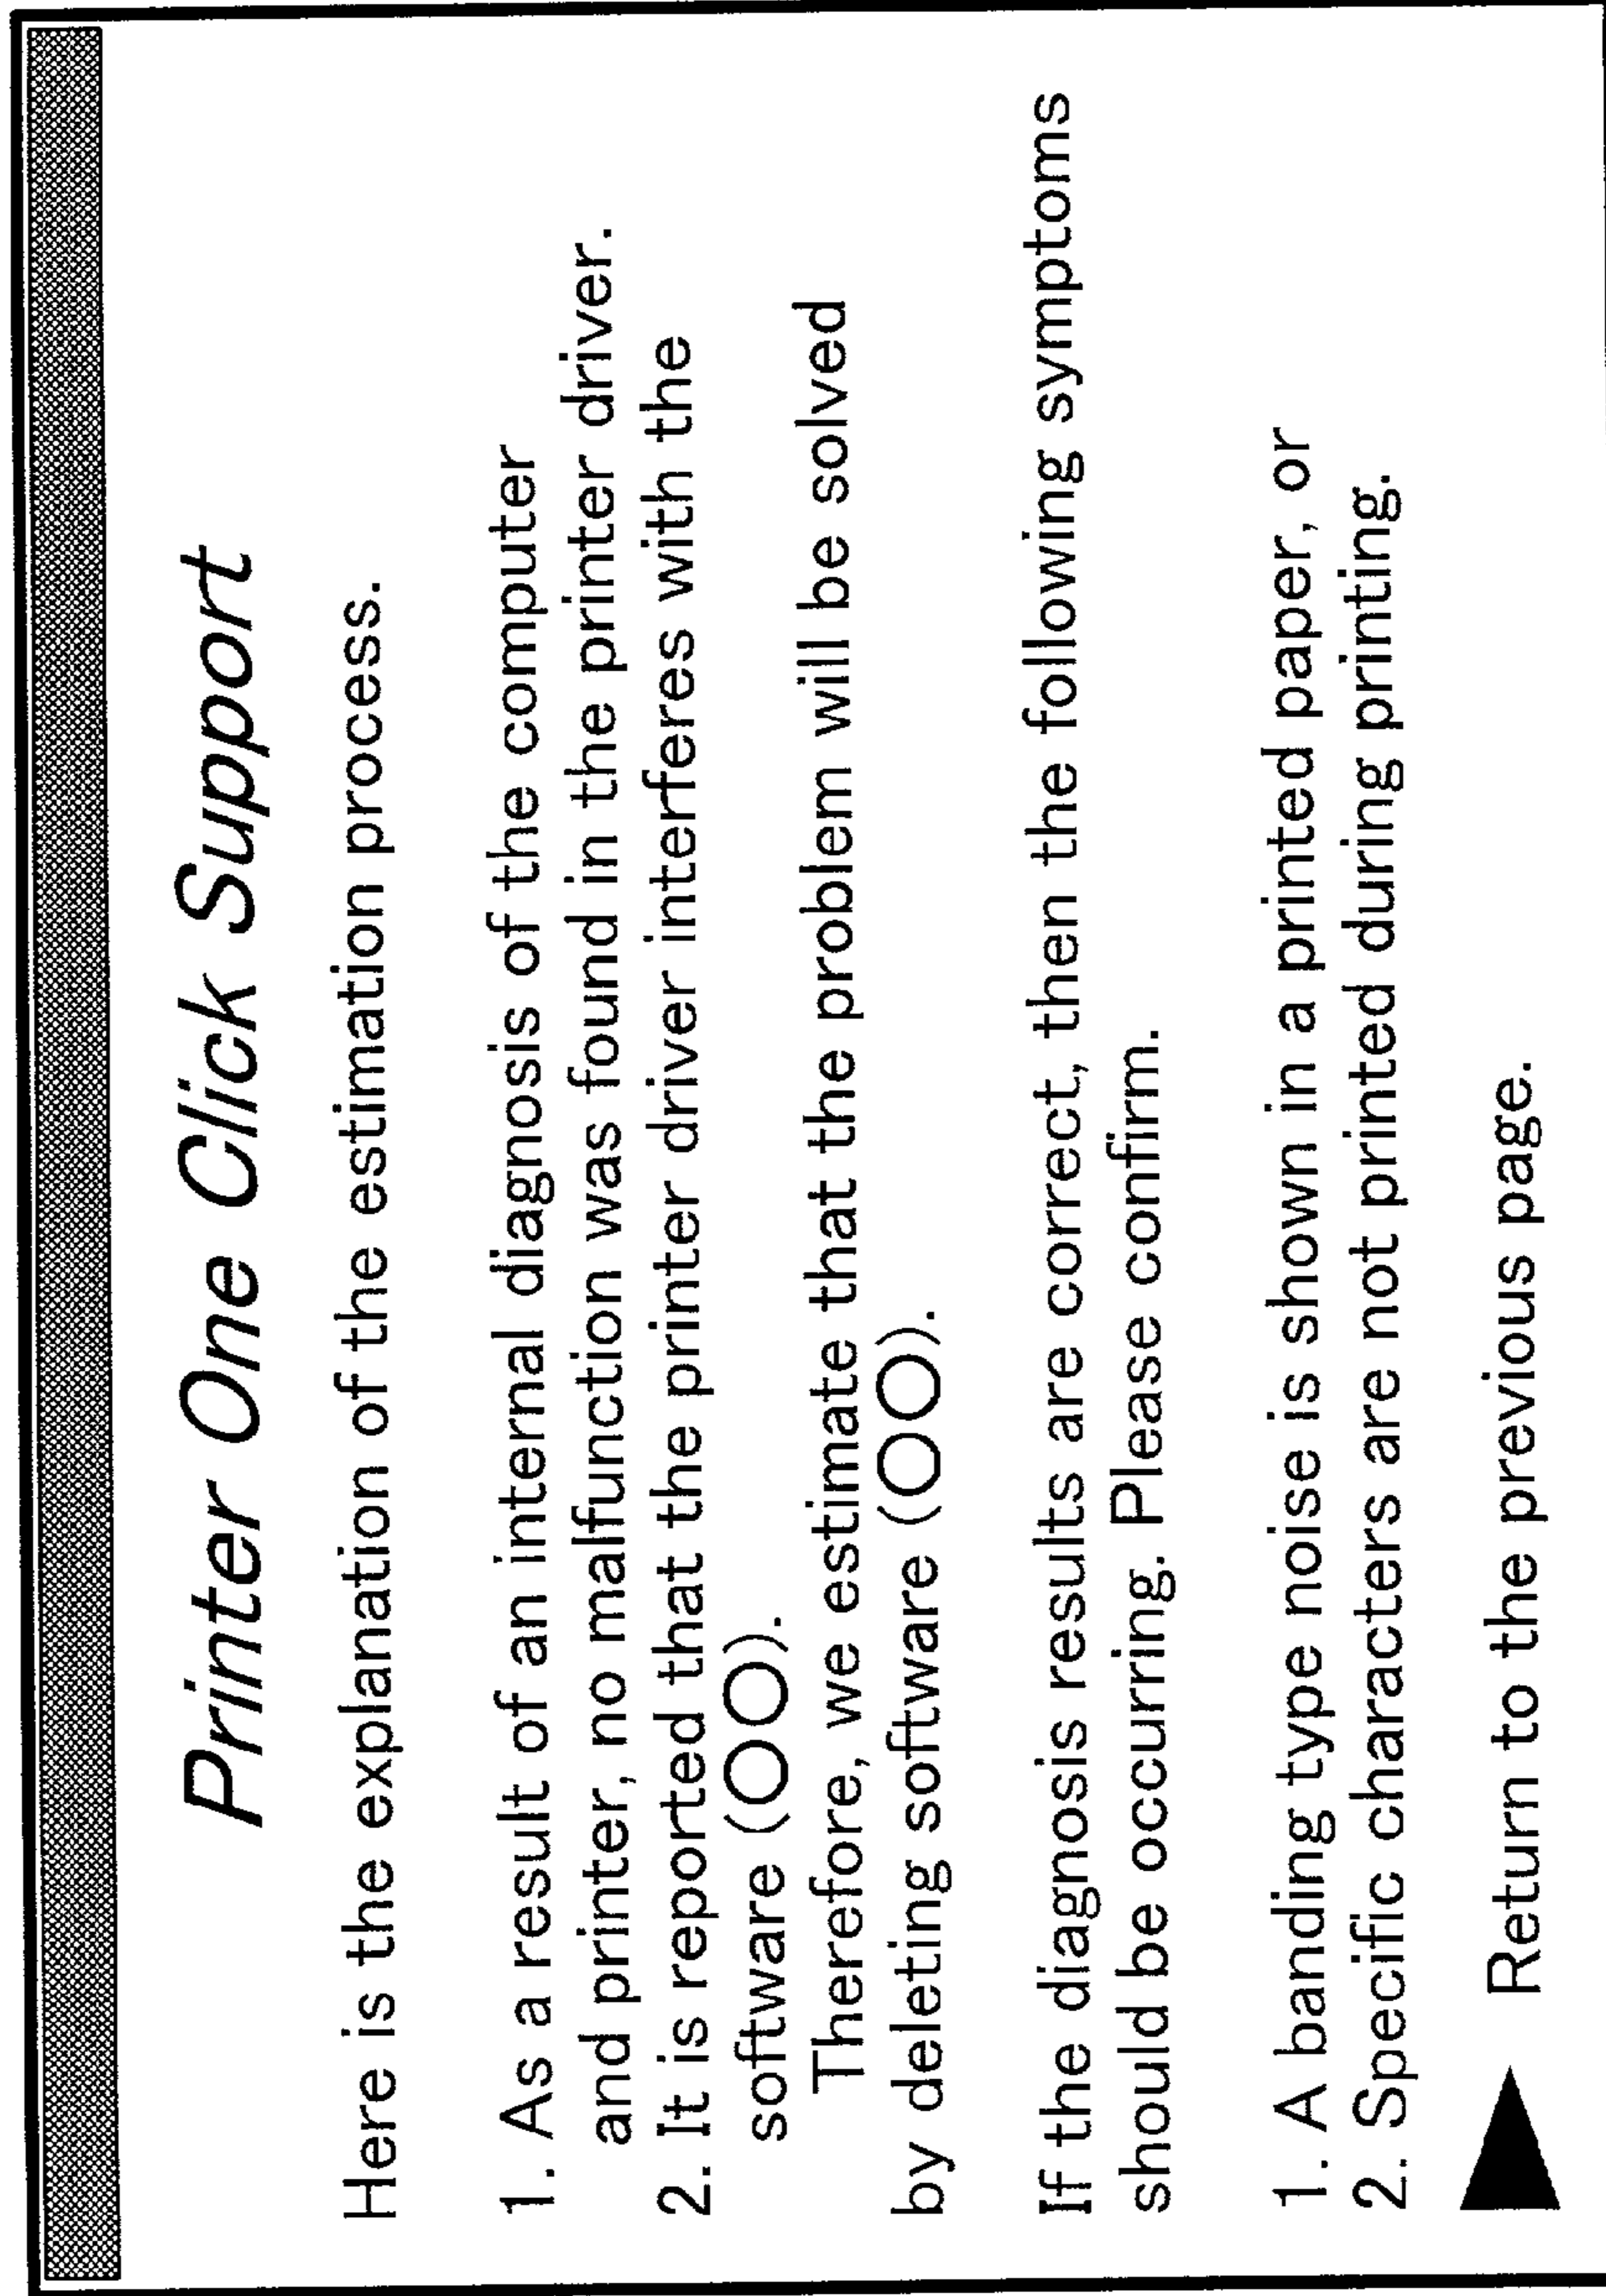 Printer One Click Support
Here is the explanation of the estimation process.
1. As a result of an internal diagnosis of the computer
and printer, no malfunction was found in the printer driver.
2. It is reported that the printer driver interferes with the
software (○○).
Therefore, we estimate that the problem will be solved
by deleting software (○○).
If the diagnosis results are correct, then the following symptoms
should be occurring. Please confirm.
1. A banding type noise is shown in a printed paper, or
2. Specific characters are not printed during printing.
Return to the previous page.